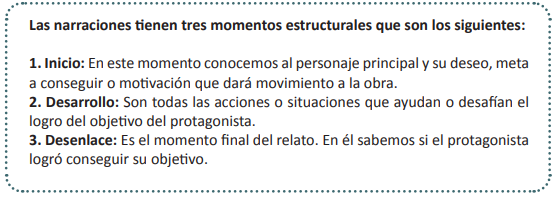 Las narraciones tienen tres momentos estructurales que son los siguientes:
1. Inicio: En este momento conocemos al personaje principal y su deseo, meta
a conseguir o motivación que dará movimiento a la obra.
2. Desarrollo: Son todas las acciones o situaciones que ayudan o desafían el
logro del objetivo del protagonista.
3. Desenlace: Es el momento final del relato. En él sabemos si el protagonista
logró conseguir su objetivo.